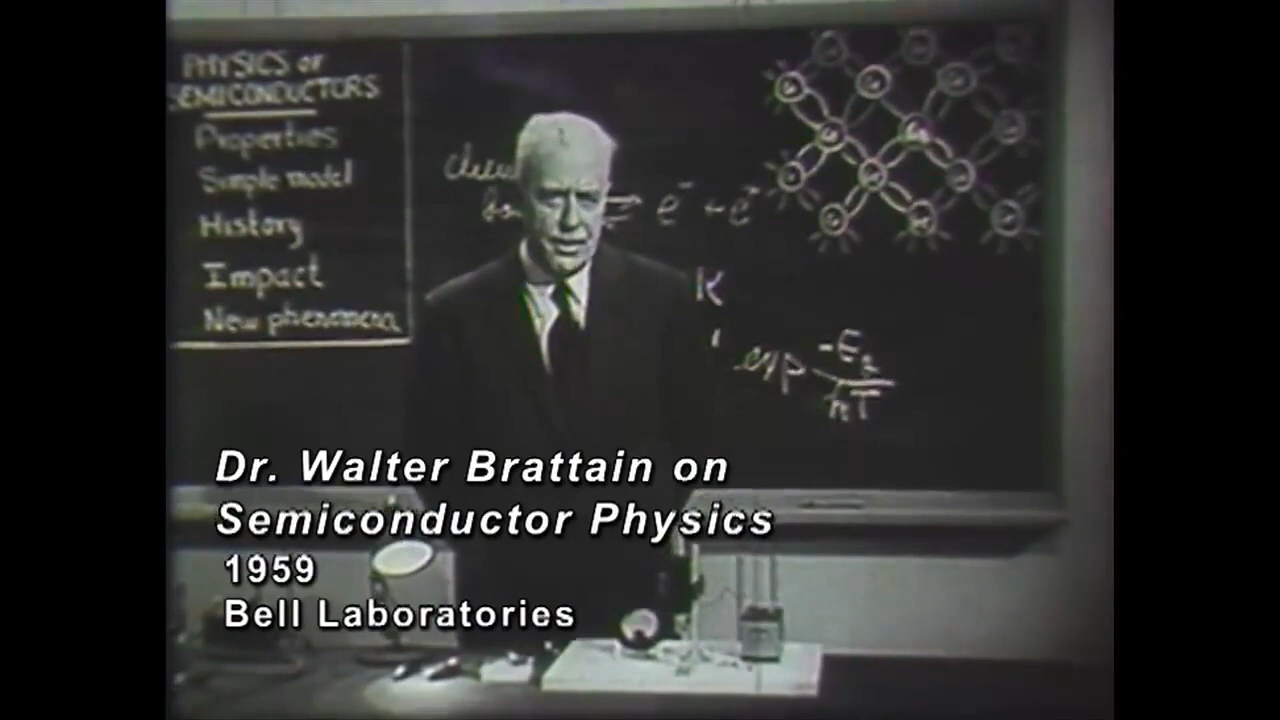 PHYSICS OF
SEMICONDUCTORS
Properties
Simple model
History
Impact
New phenomena
e⁻ + e⁺
K
exp -E
Dr. Walter Brattain on
Semiconductor Physics
1959
Bell Laboratories